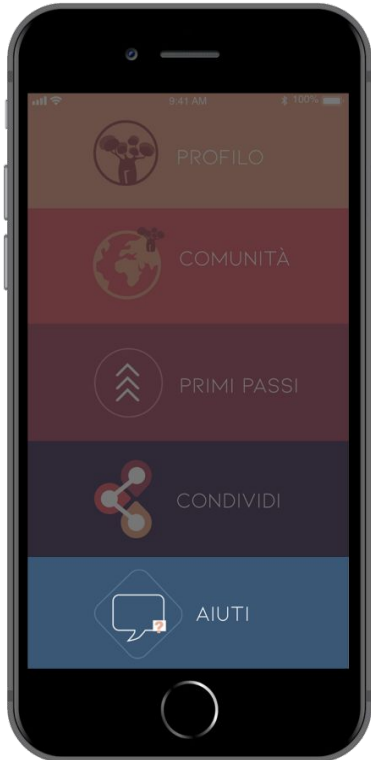 9:41 AM
100%
PROFILO
COMUNITÀ
PRIMI PASSI
CONDIVIDI
?
AIUTI